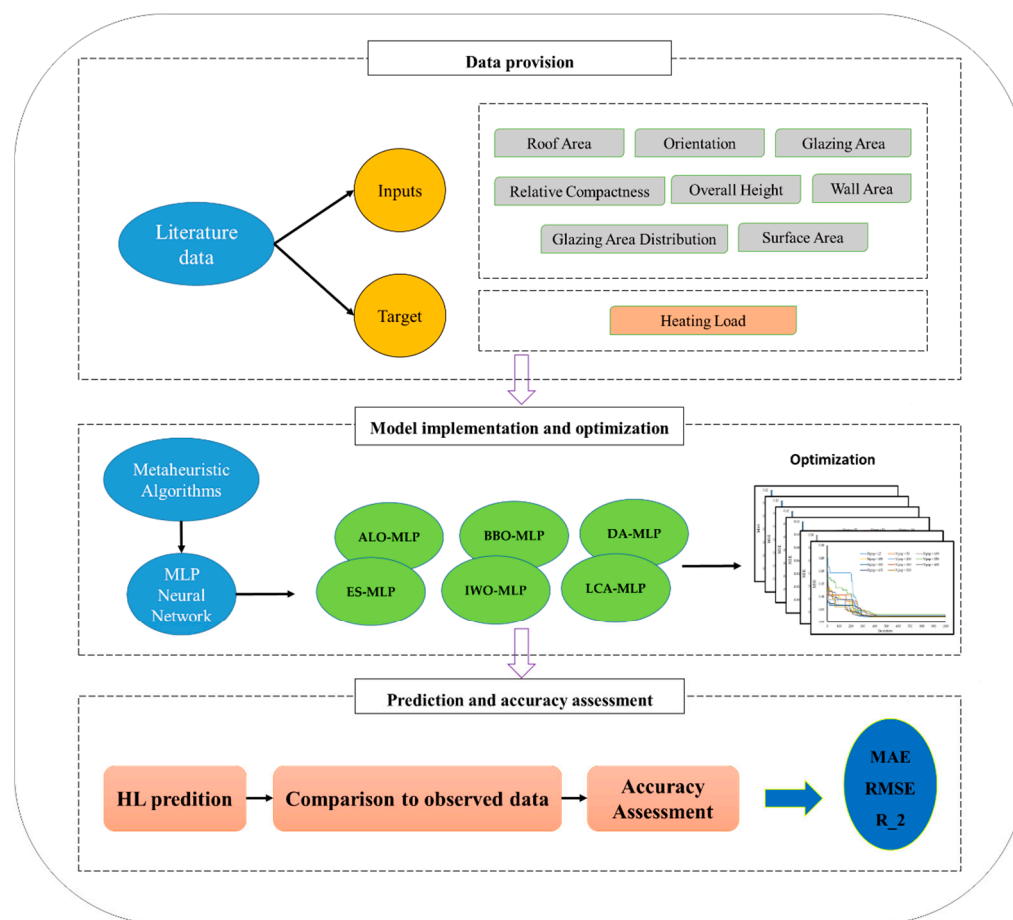 Data provision
Roof Area
Orientation
Glazing Area
Inputs
Relative Compactness
Overall Height
Wall Area
Literature
data
Glazing Area Distribution
Surface Area
Target
Heating Load
Model implementation and optimization
Metaheuristic
Algorithms
Optimization
ALO-MLP
BBO-MLP
DA-MLP
MLP
Neural
Network
ES-MLP
IWO-MLP
LCA-MLP
Prediction and accuracy assessment
HL predition
Comparison to observed data
Accuracy
Assessment
MAE
RMSE
R_2